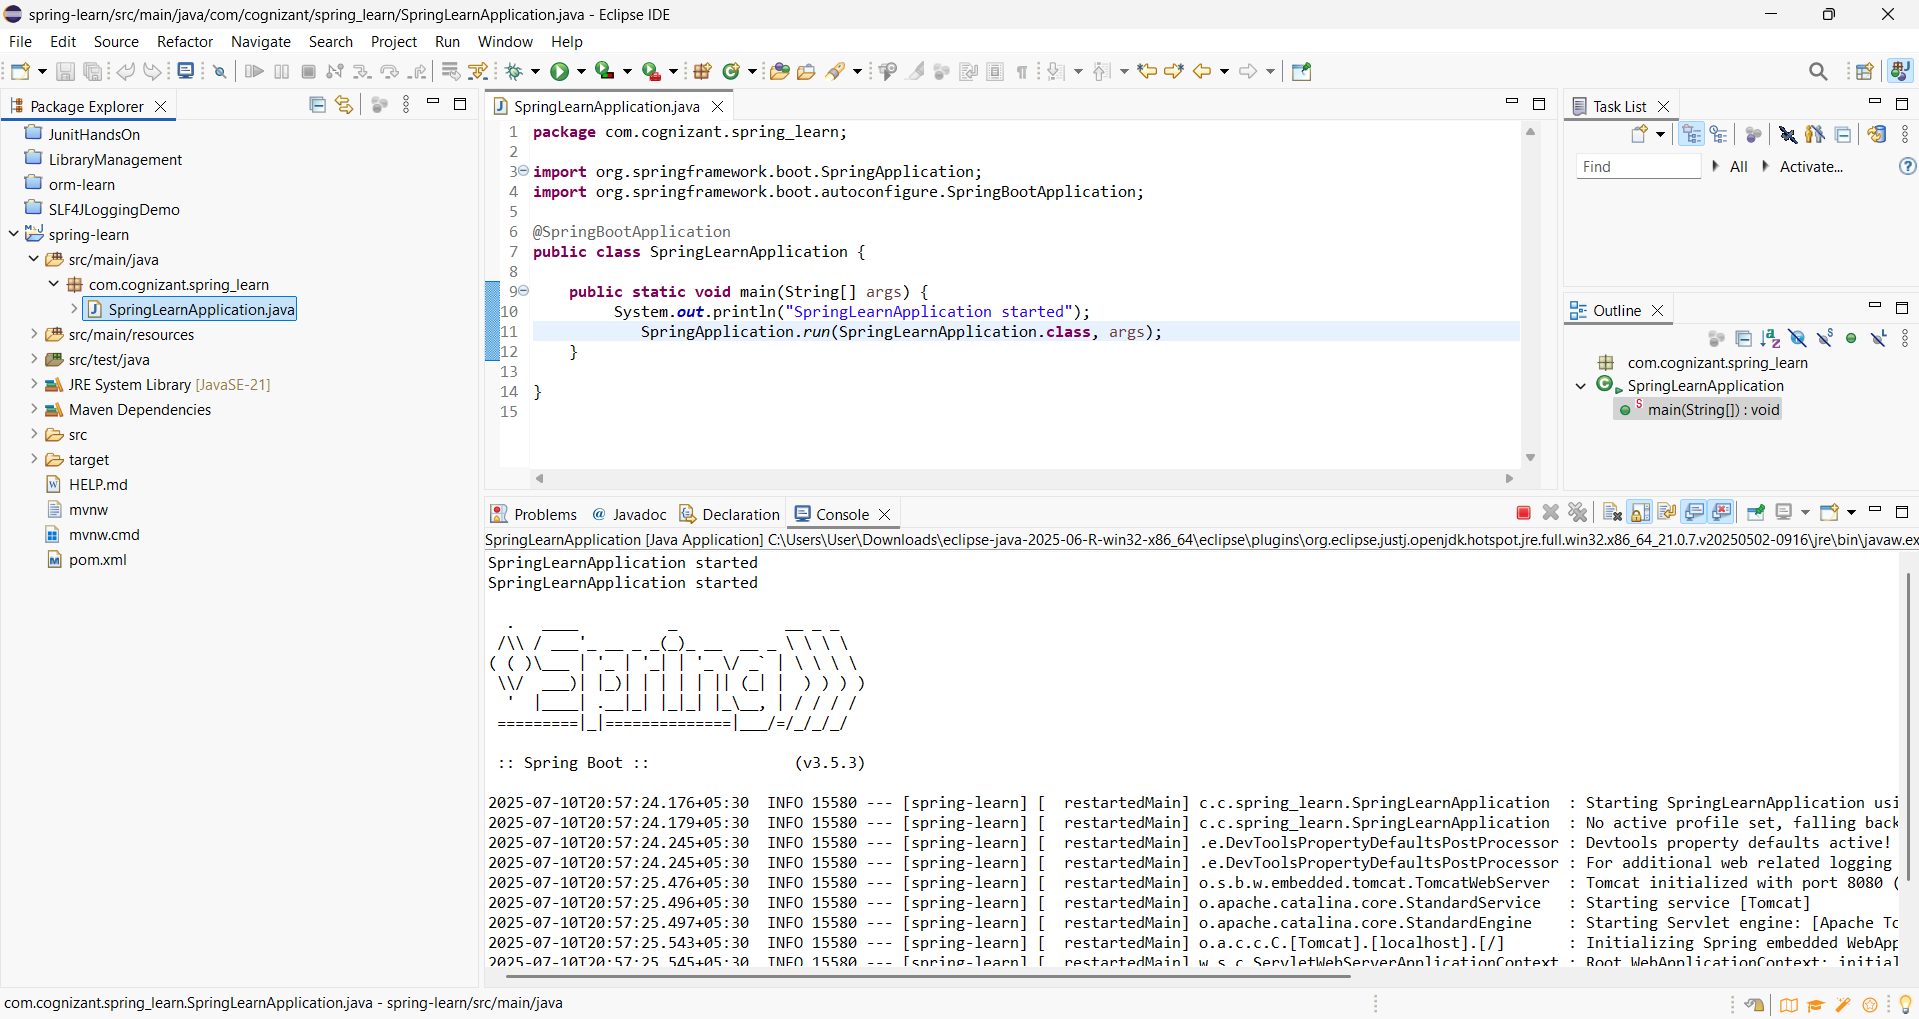 spring-learn/src/main/java/com/cognizant/spring_learn/SpringLearnApplication.java - Eclipse IDE
File Edit Source Refactor Navigate Search Project Run Window Help
Package Explorer
JunitHandsOn
LibraryManagement
orm-learn
SLF4JLoggingDemo
spring-learn
src/main/java
com.cognizant.spring_learn
SpringLearnApplication.java
src/main/resources
src/test/java
JRE System Library [JavaSE-21]
Maven Dependencies
src
target
HELP.md
mvnw
mvnw.cmd
pom.xml
SpringLearnApplication.java
1 package com.cognizant.spring_learn;
2
3 import org.springframework.boot.SpringApplication;
4 import org.springframework.boot.autoconfigure.SpringBootApplication;
5
6 @SpringBootApplication
7 public class SpringLearnApplication {
8
9 public static void main(String[] args) {
10 System.out.println("SpringLearnApplication started");
11 SpringApplication.run(SpringLearnApplication.class, args);
12 }
13
14 }
15
Task List
Find All Activate...
Outline
com.cognizant.spring_learn
SpringLearnApplication
main(String[]) : void
Problems Javadoc Declaration Console
SpringLearnApplication [Java Application] C:\Users\User\Downloads\eclipse-java-2025-06-R-win32-x86_64\eclipse\plugins\org.eclipse.justj.openjdk.hotspot.jre.full.win32.x86_64_21.0.7.v20250502-0916\jre\bin\javaw.ex
SpringLearnApplication started
SpringLearnApplication started
Spring
:: Spring Boot :: (v3.5.3)
2025-07-10T20:57:24.176+05:30 INFO 15580 --- [spring-learn] [ restartedMain] c.c.spring_learn.SpringLearnApplication : Starting SpringLearnApplication usi
2025-07-10T20:57:24.179+05:30 INFO 15580 --- [spring-learn] [ restartedMain] c.c.spring_learn.SpringLearnApplication : No active profile set, falling back
2025-07-10T20:57:24.245+05:30 INFO 15580 --- [spring-learn] [ restartedMain] .e.DevToolsPropertyDefaultsPostProcessor : Devtools property defaults active!
2025-07-10T20:57:24.245+05:30 INFO 15580 --- [spring-learn] [ restartedMain] .e.DevToolsPropertyDefaultsPostProcessor : For additional web related logging
2025-07-10T20:57:25.476+05:30 INFO 15580 --- [spring-learn] [ restartedMain] o.s.b.w.embedded.tomcat.TomcatWebServer : Tomcat initialized with port 8080 (
2025-07-10T20:57:25.496+05:30 INFO 15580 --- [spring-learn] [ restartedMain] o.apache.catalina.core.StandardService : Starting service [Tomcat]
2025-07-10T20:57:25.497+05:30 INFO 15580 --- [spring-learn] [ restartedMain] o.apache.catalina.core.StandardEngine : Starting Servlet engine: [Apache Tc
2025-07-10T20:57:25.543+05:30 INFO 15580 --- [spring-learn] [ restartedMain] o.a.c.c.C.[Tomcat].[localhost].[/] : Initializing Spring embedded WebApp
2025-07-10T20:57:25.545+05:30 INFO 15580 --- [spring-learn] [ restartedMain] w.s.c.ServletWebServerApplicationContext : Root WebApplicationContext: initial
com.cognizant.spring_learn.SpringLearnApplication.java - spring-learn/src/main/java